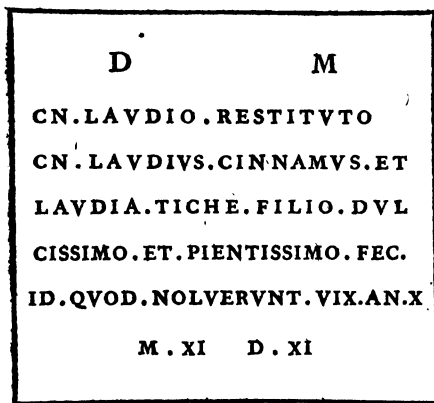 D M
CN.LAVDIO.RESTITVTO
CN.LAVDIVS.CINNAMVS.ET
LAVDIA.TICHE.FILIO.DVL
CISSIMO.ET.PIENTISSIMO.FEC.
ID.QVOD.NOLVERVNT.VIX.AN.X
M.XI D.XI